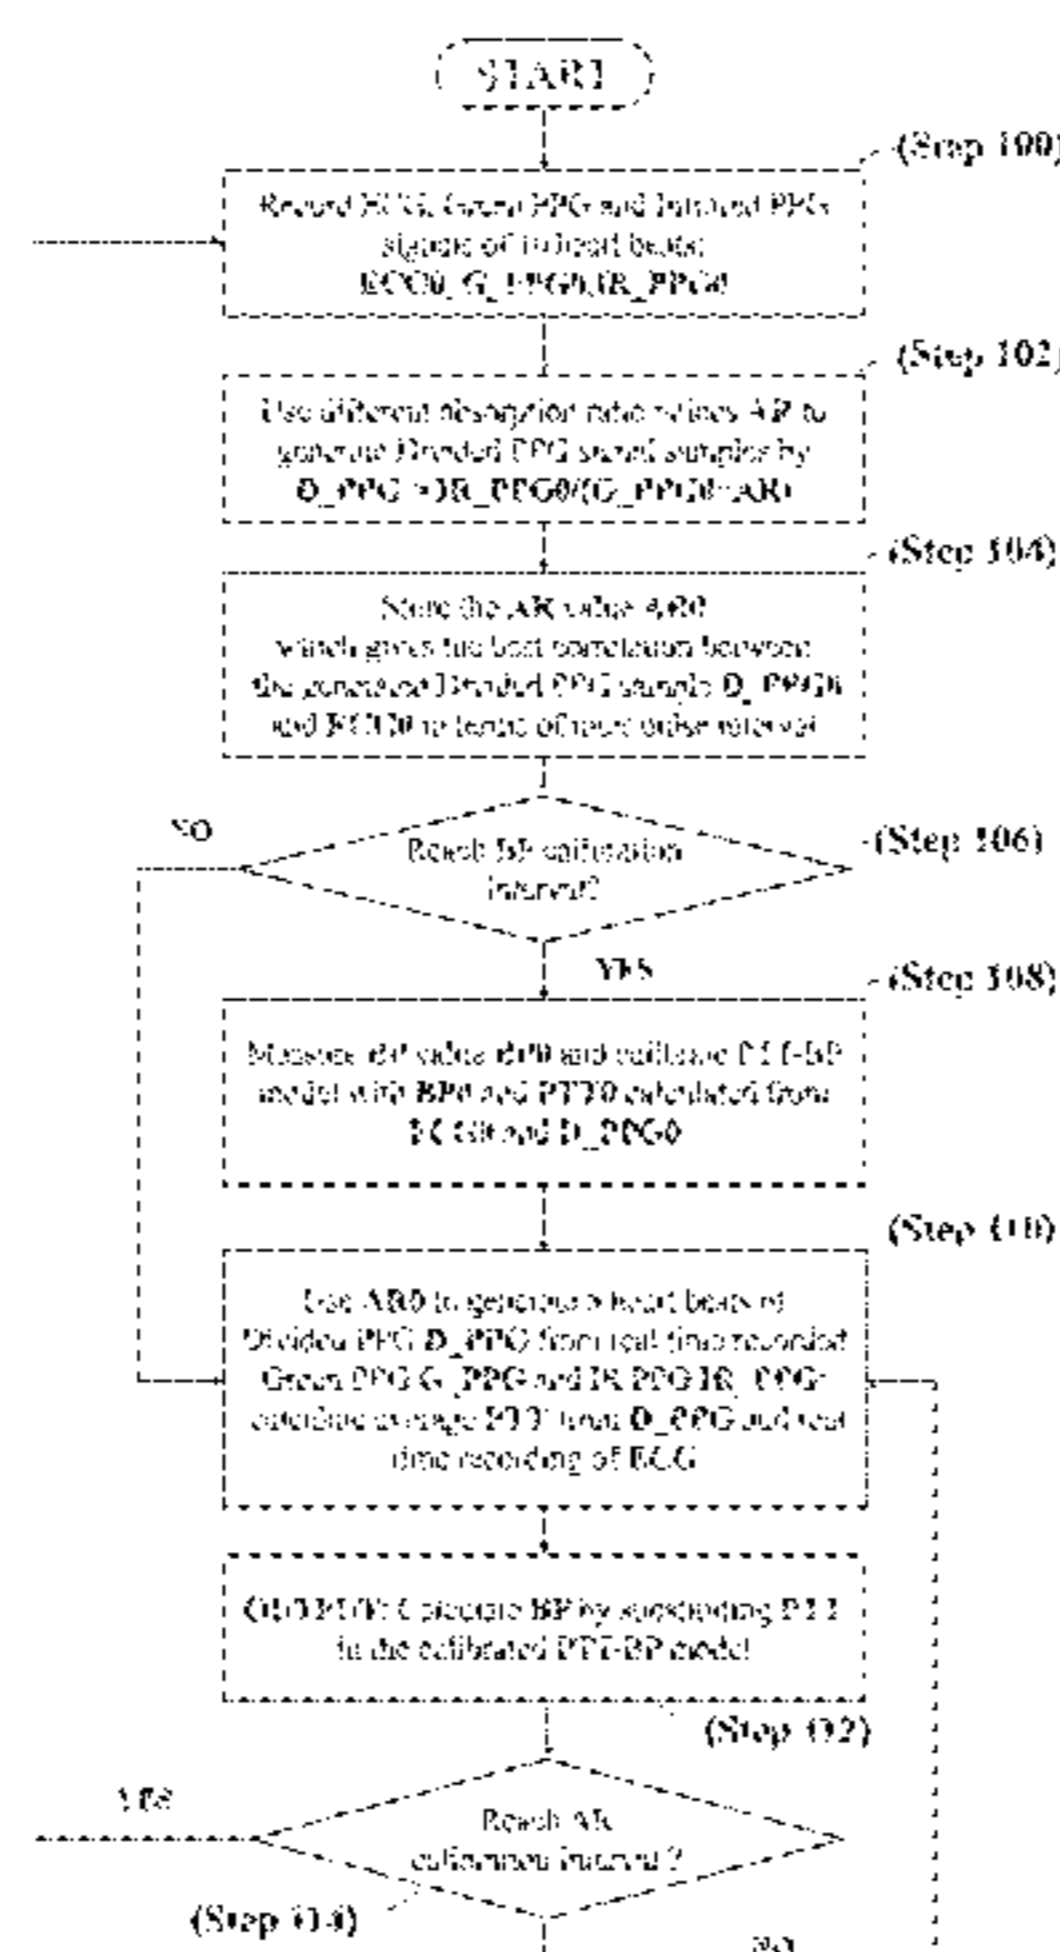 START
(Step 100)
Record ECG, Green PPG and Infrared PPG
signals of heart beats:
ECG0, G_PPG0, IR_PPG0
(Step 102)
Use different absorption ratio values AR to
generate Divided PPG signal samples by
D_PPG = IR_PPG0/(G_PPG0^AR)
(Step 104)
Store the AR value AR0
which gives the best correlation between
the generated Divided PPG sample D_PPG0
and ECG0 in terms of pulse interval
NO
Reach BP calibration
interval?
(Step 106)
YES
(Step 108)
Measure BP value BP0 and calibrate PTT-BP
model with BP0 and PTT0 calculated from
ECG0 and D_PPG0
(Step 110)
Use AR0 to generate heart beats of
Divided PPG D_PPG from real time recorded
Green PPG G_PPG and IR PPG IR_PPG;
calculate average PTT from D_PPG and real
time recording of ECG
OUTPUT: Calculate BP by substituting PTT
in the calibrated PTT-BP model
(Step 112)
YES
Reach AR
calibration interval?
(Step 114)
NO